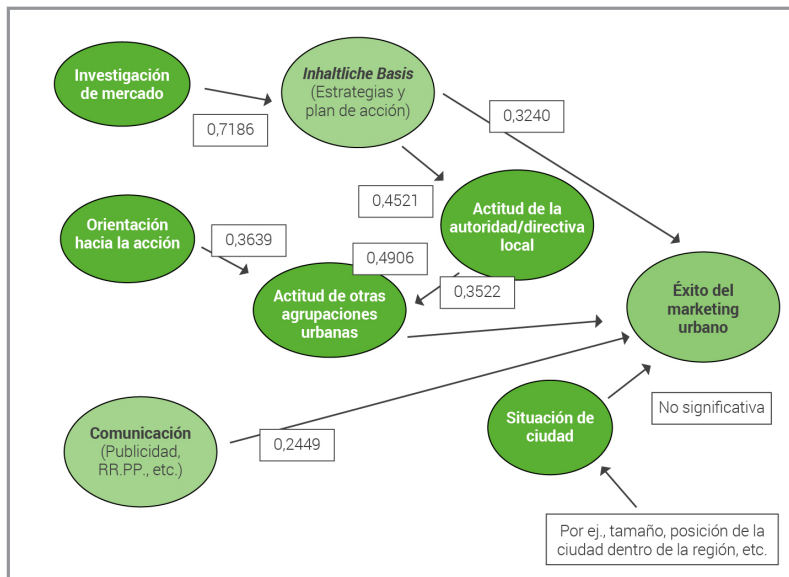 Investigación
de mercado
Inhaltliche Basis
(Estrategias y
plan de acción)
0,7186
0,3240
0,4521
Actitud de la
autoridad/directiva
local
Orientación
hacia la acción
0,3639
0,4906
0,3522
Actitud de otras
agrupaciones
urbanas
Éxito del
marketing
urbano
Comunicación
(Publicidad,
RR.PP., etc.)
0,2449
Situación de
ciudad
No significativa
Por ej., tamaño, posición de la
ciudad dentro de la región, etc.